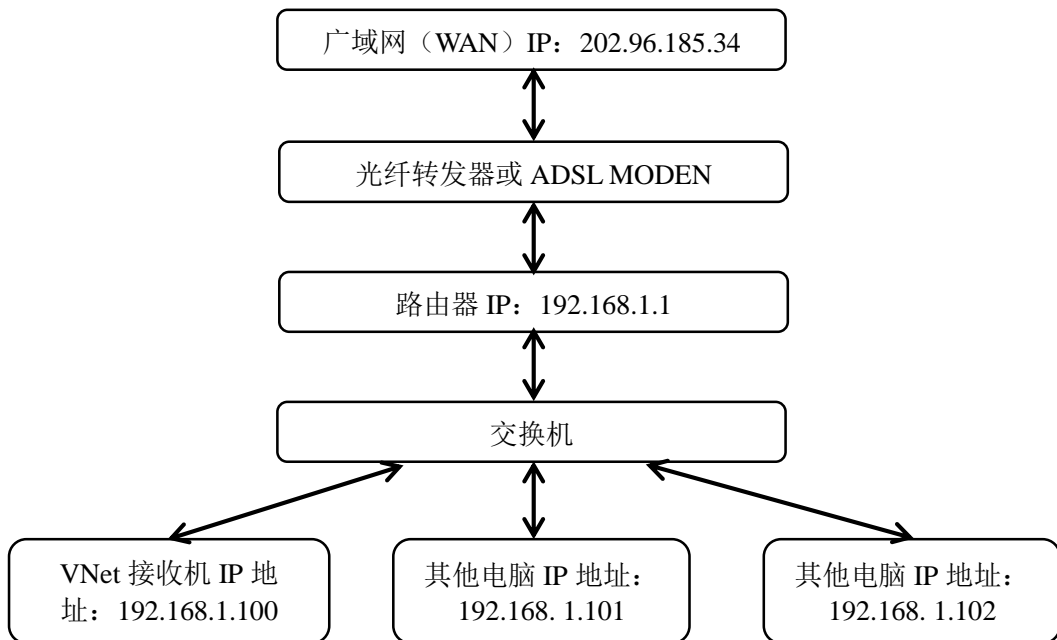 广域网（WAN）IP：202.96.185.34
光纤转发器或 ADSL MODEN
路由器 IP：192.168.1.1
交换机
VNet 接收机 IP 地
址：192.168.1.100
其他电脑 IP 地址：
192.168. 1.101
其他电脑 IP 地址：
192.168. 1.102